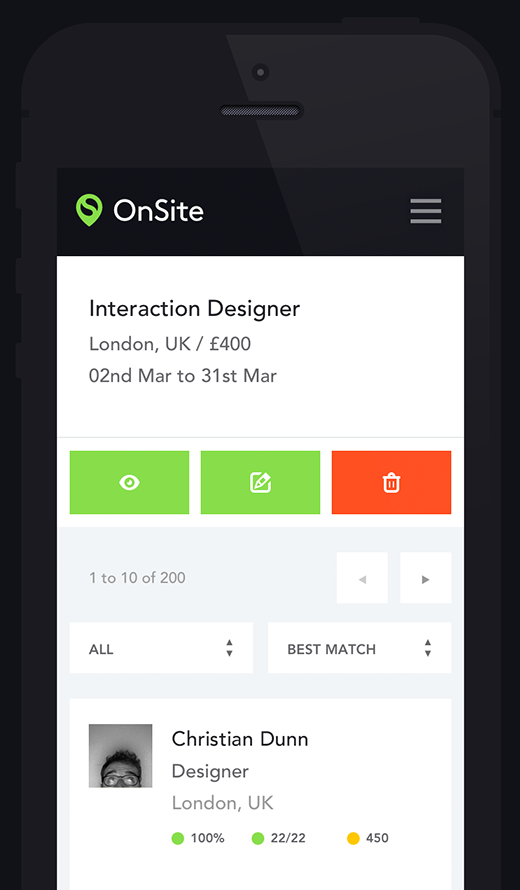 OnSite
Interaction Designer
London, UK / £400
02nd Mar to 31st Mar
1 to 10 of 200
ALL
BEST MATCH
Christian Dunn
Designer
London, UK
100% 22/22 450